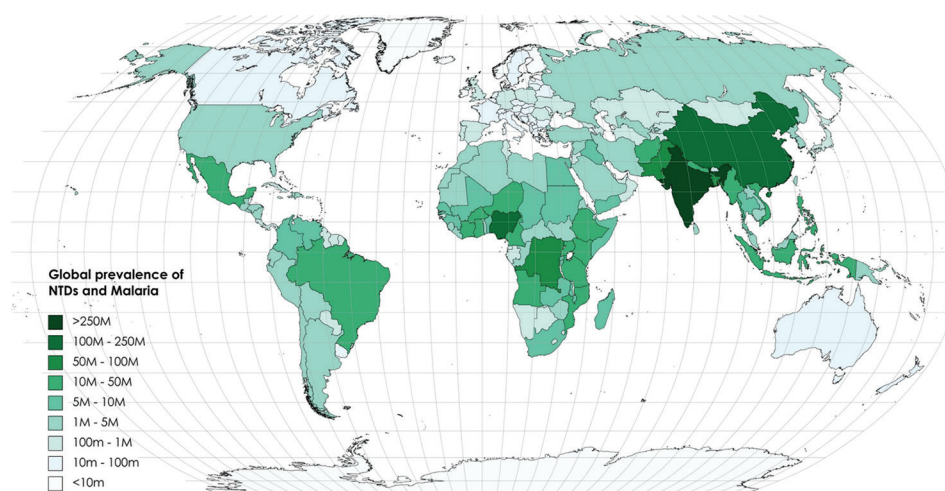 Global prevalence of
NTDs and Malaria
>250M
100M - 250M
50M - 100M
10M - 50M
5M - 10M
1M - 5M
100m - 1M
10m - 100m
<10m